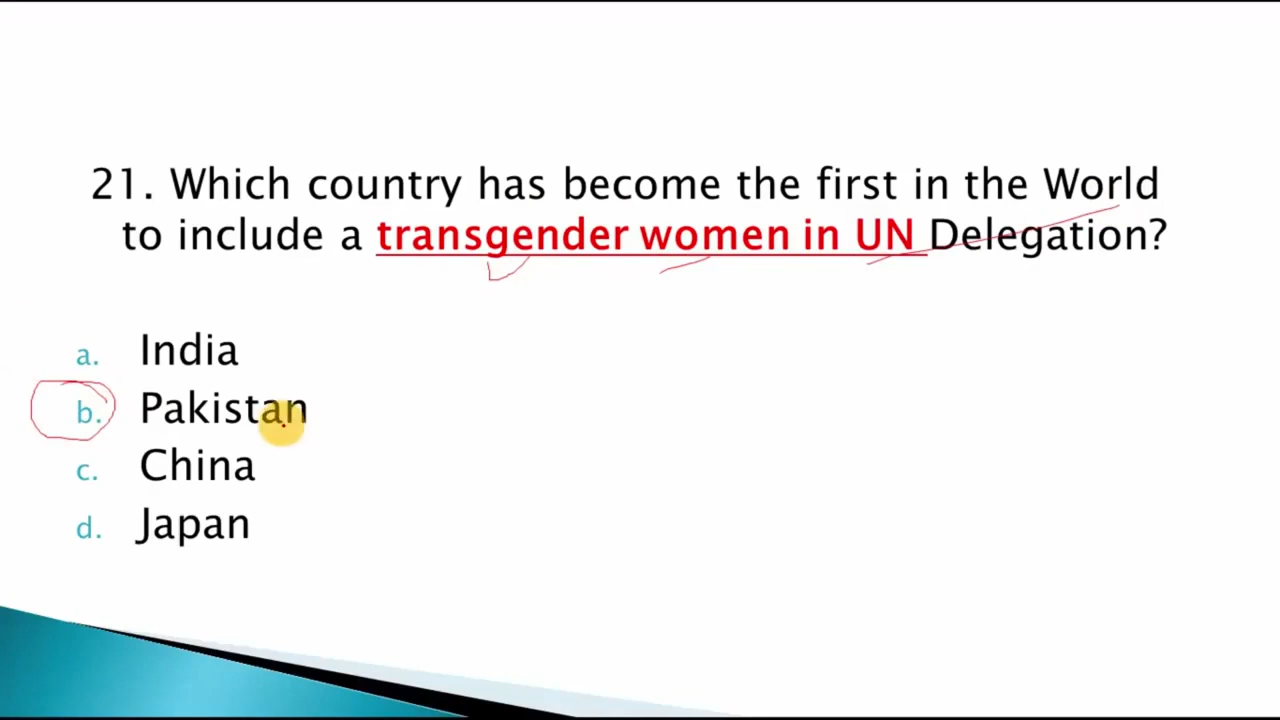 21. Which country has become the first in the World
to include a transgender women in UN Delegation?
a. India
b. Pakistan
c. China
d. Japan